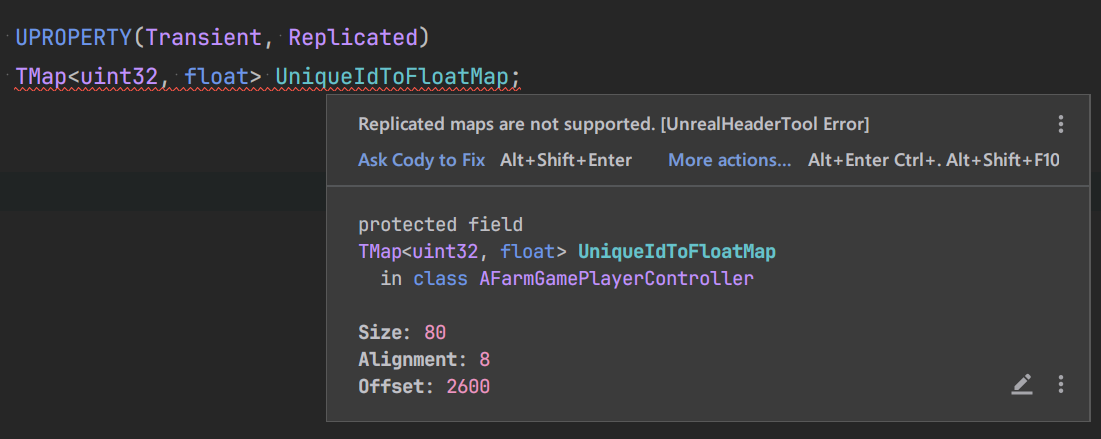 UPROPERTY(Transient, Replicated)
TMap<uint32, float> UniqueIdToFloatMap;
Replicated maps are not supported. [UnrealHeaderTool Error]
Ask Cody to Fix Alt+Shift+Enter More actions... Alt+Enter Ctrl+. Alt+Shift+F10
protected field
TMap<uint32, float> UniqueIdToFloatMap
in class AFarmGamePlayerController
Size: 80
Alignment: 8
Offset: 2600